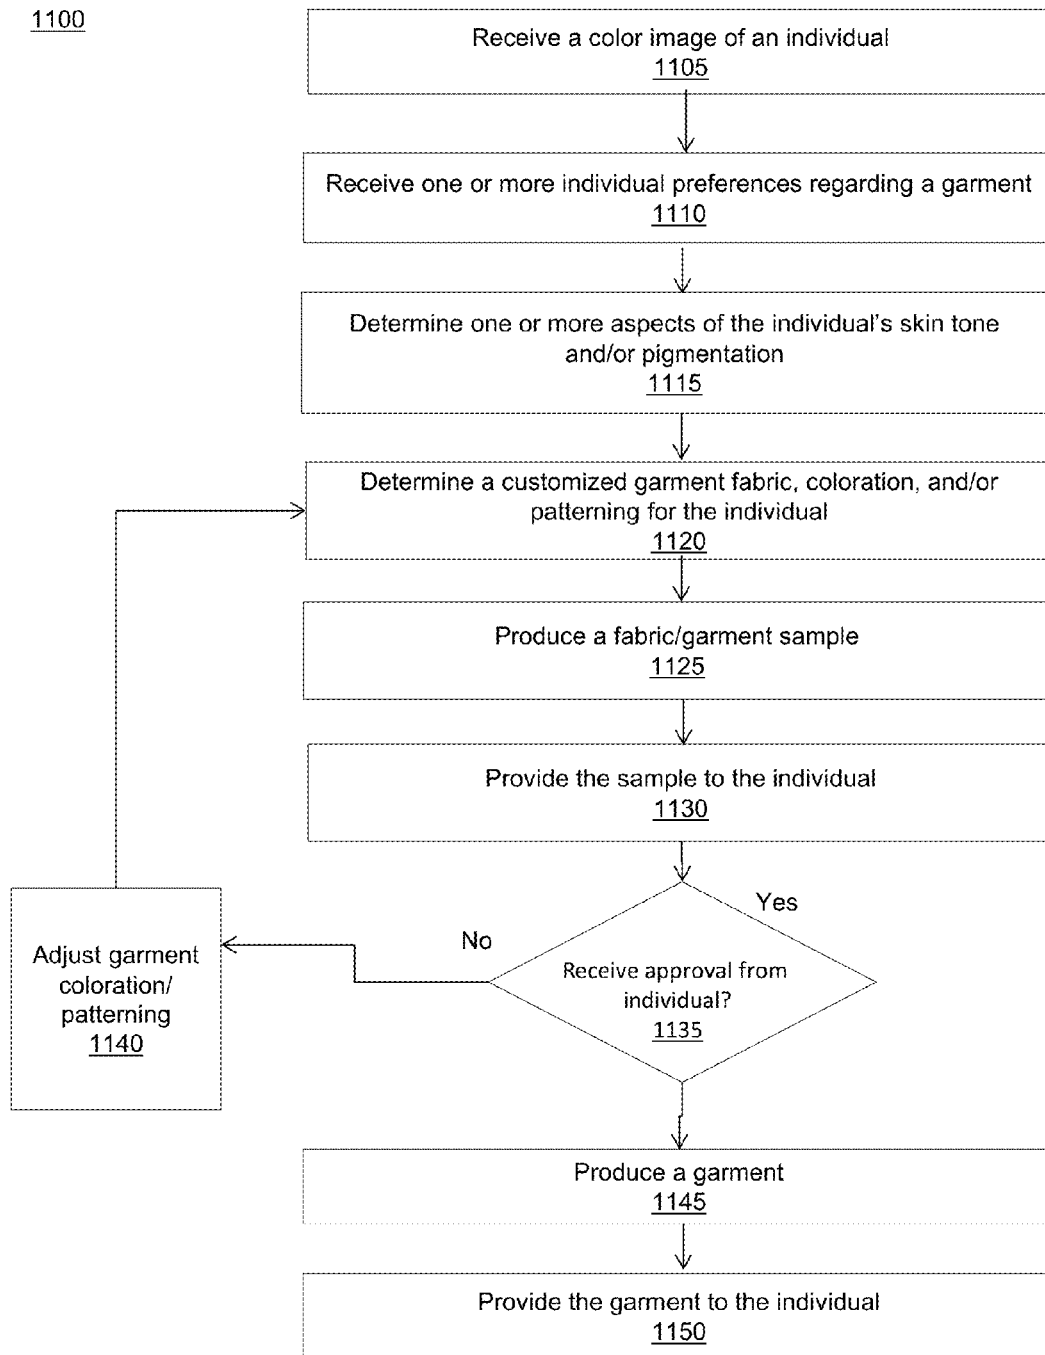 1100
Receive a color image of an individual
1105
Receive one or more individual preferences regarding a garment
1110
Determine one or more aspects of the individual's skin tone
and/or pigmentation
1115
Determine a customized garment fabric, coloration, and/or
patterning for the individual
1120
Produce a fabric/garment sample
1125
Provide the sample to the individual
1130
Yes
No
Receive approval from
individual?
1135
Adjust garment
coloration/
patterning
1140
Produce a garment
1145
Provide the garment to the individual
1150